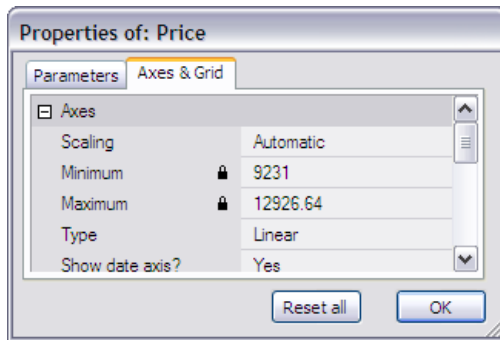 Properties of: Price
Parameters Axes & Grid
Axes
Scaling Automatic
Minimum 9231
Maximum 12926.64
Type Linear
Show date axis? Yes
Reset all OK